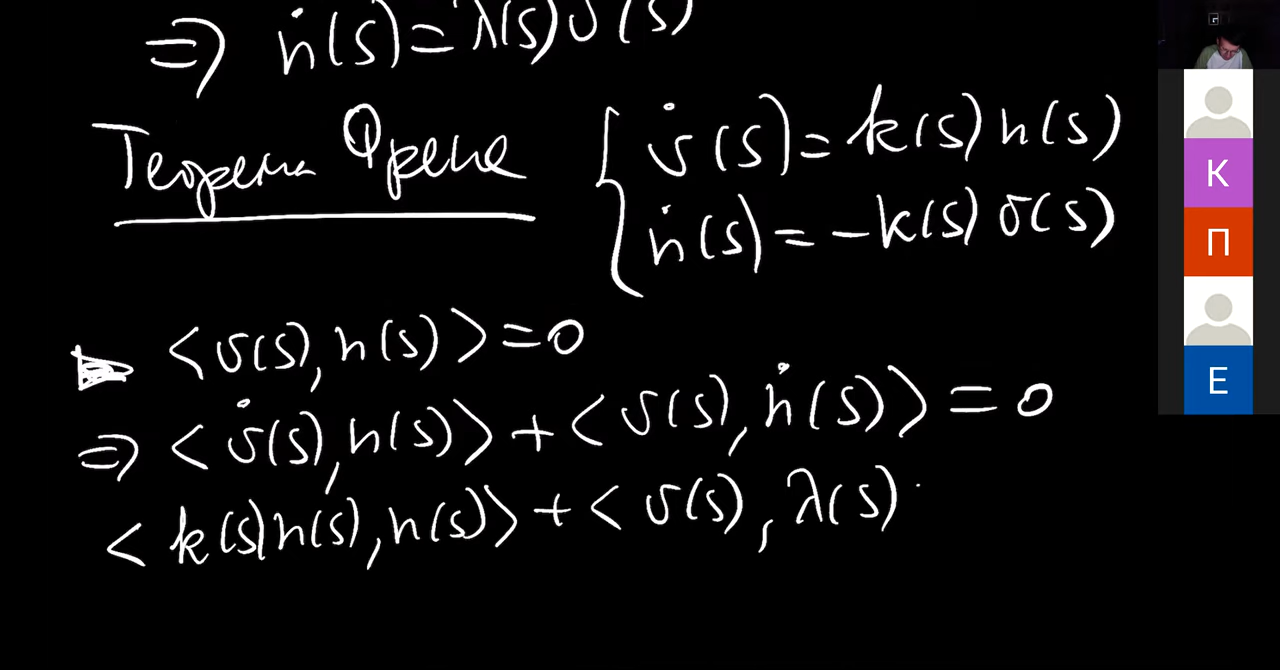 ⇒ ṅ(s)=λ(s)v(s)
Теорема Френе { v̇(s)=k(s)n(s)
ṅ(s)=-k(s)v(s)
<v(s),n(s)>=0
⇒ <v̇(s),n(s)>+<v(s),ṅ(s)>=0
<k(s)n(s),n(s)>+<v(s),λ(s)·
К
П
Е